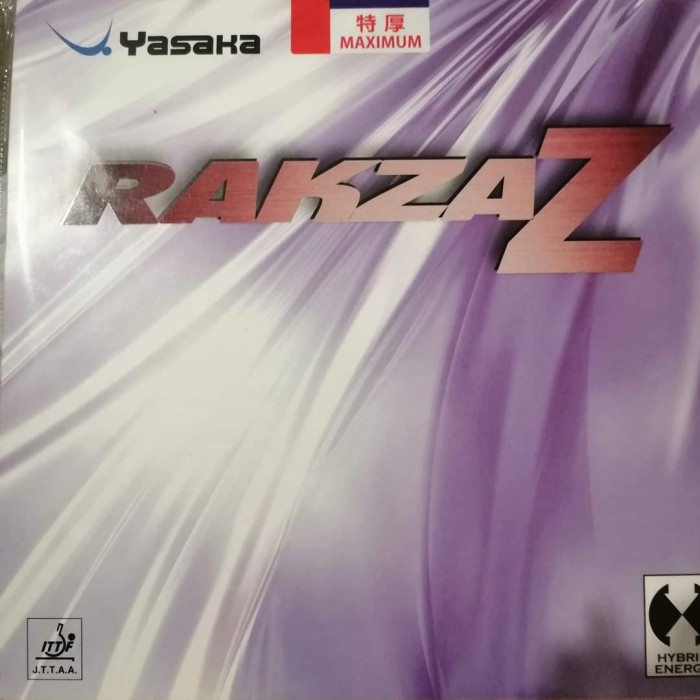 Yasaka
特厚
MAXIMUM
RAKZA Z
ITTF
J.T.T.A.A.
HYBRI
ENERG